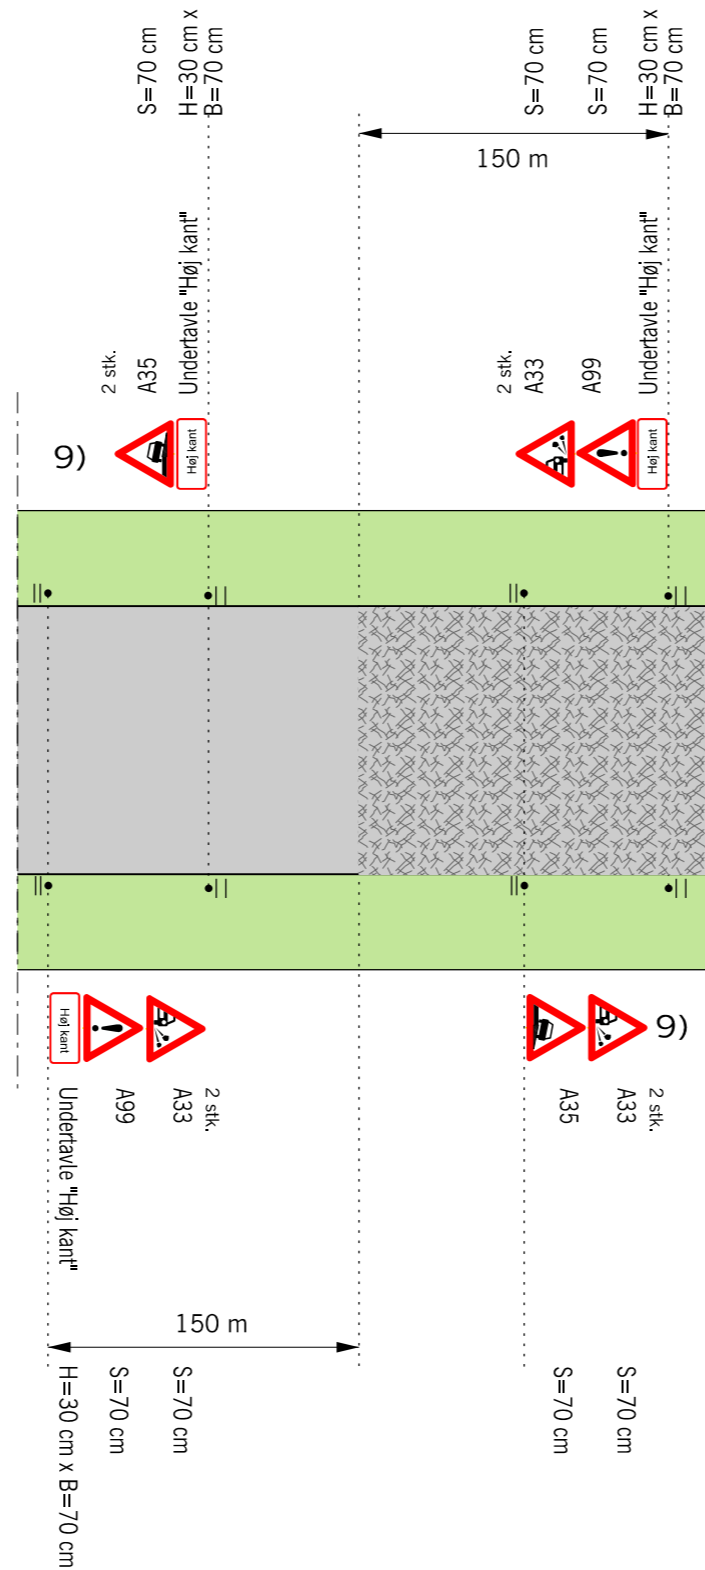 S=70 cm
H=30 cm x
B=70 cm
S=70 cm
S=70 cm
H=30 cm x
B=70 cm
150 m
2 stk.
A35
Undertavle "Høj kant"
2 stk.
A33
A99
Undertavle "Høj kant"
9)
Høj kant
Høj kant
Høj kant
9)
Undertavle "Høj kant"
A99
A33
2 stk.
A35
A33
2 stk.
150 m
H=30 cm x B=70 cm
S=70 cm
S=70 cm
S=70 cm
S=70 cm